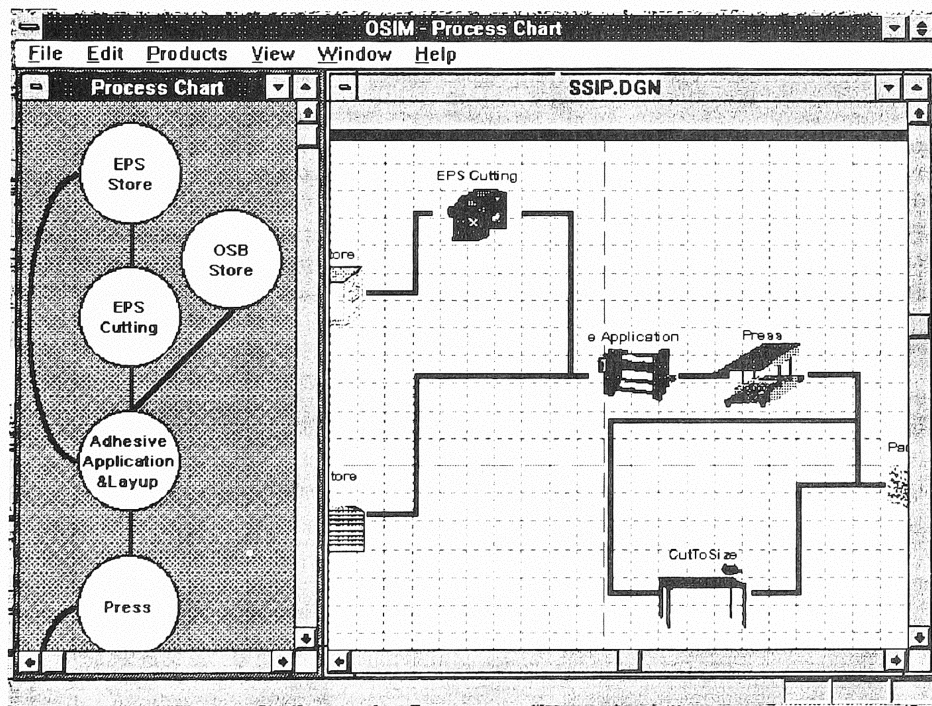 OSIM - Process Chart
File Edit Products View Window Help
Process Chart
EPS
Store
OSB
Store
EPS
Cutting
Adhesive
Application
&Layup
Press
SSIP.DGN
EPS Cutting
tore
e Application
Press
tore
Pa
CutToSize